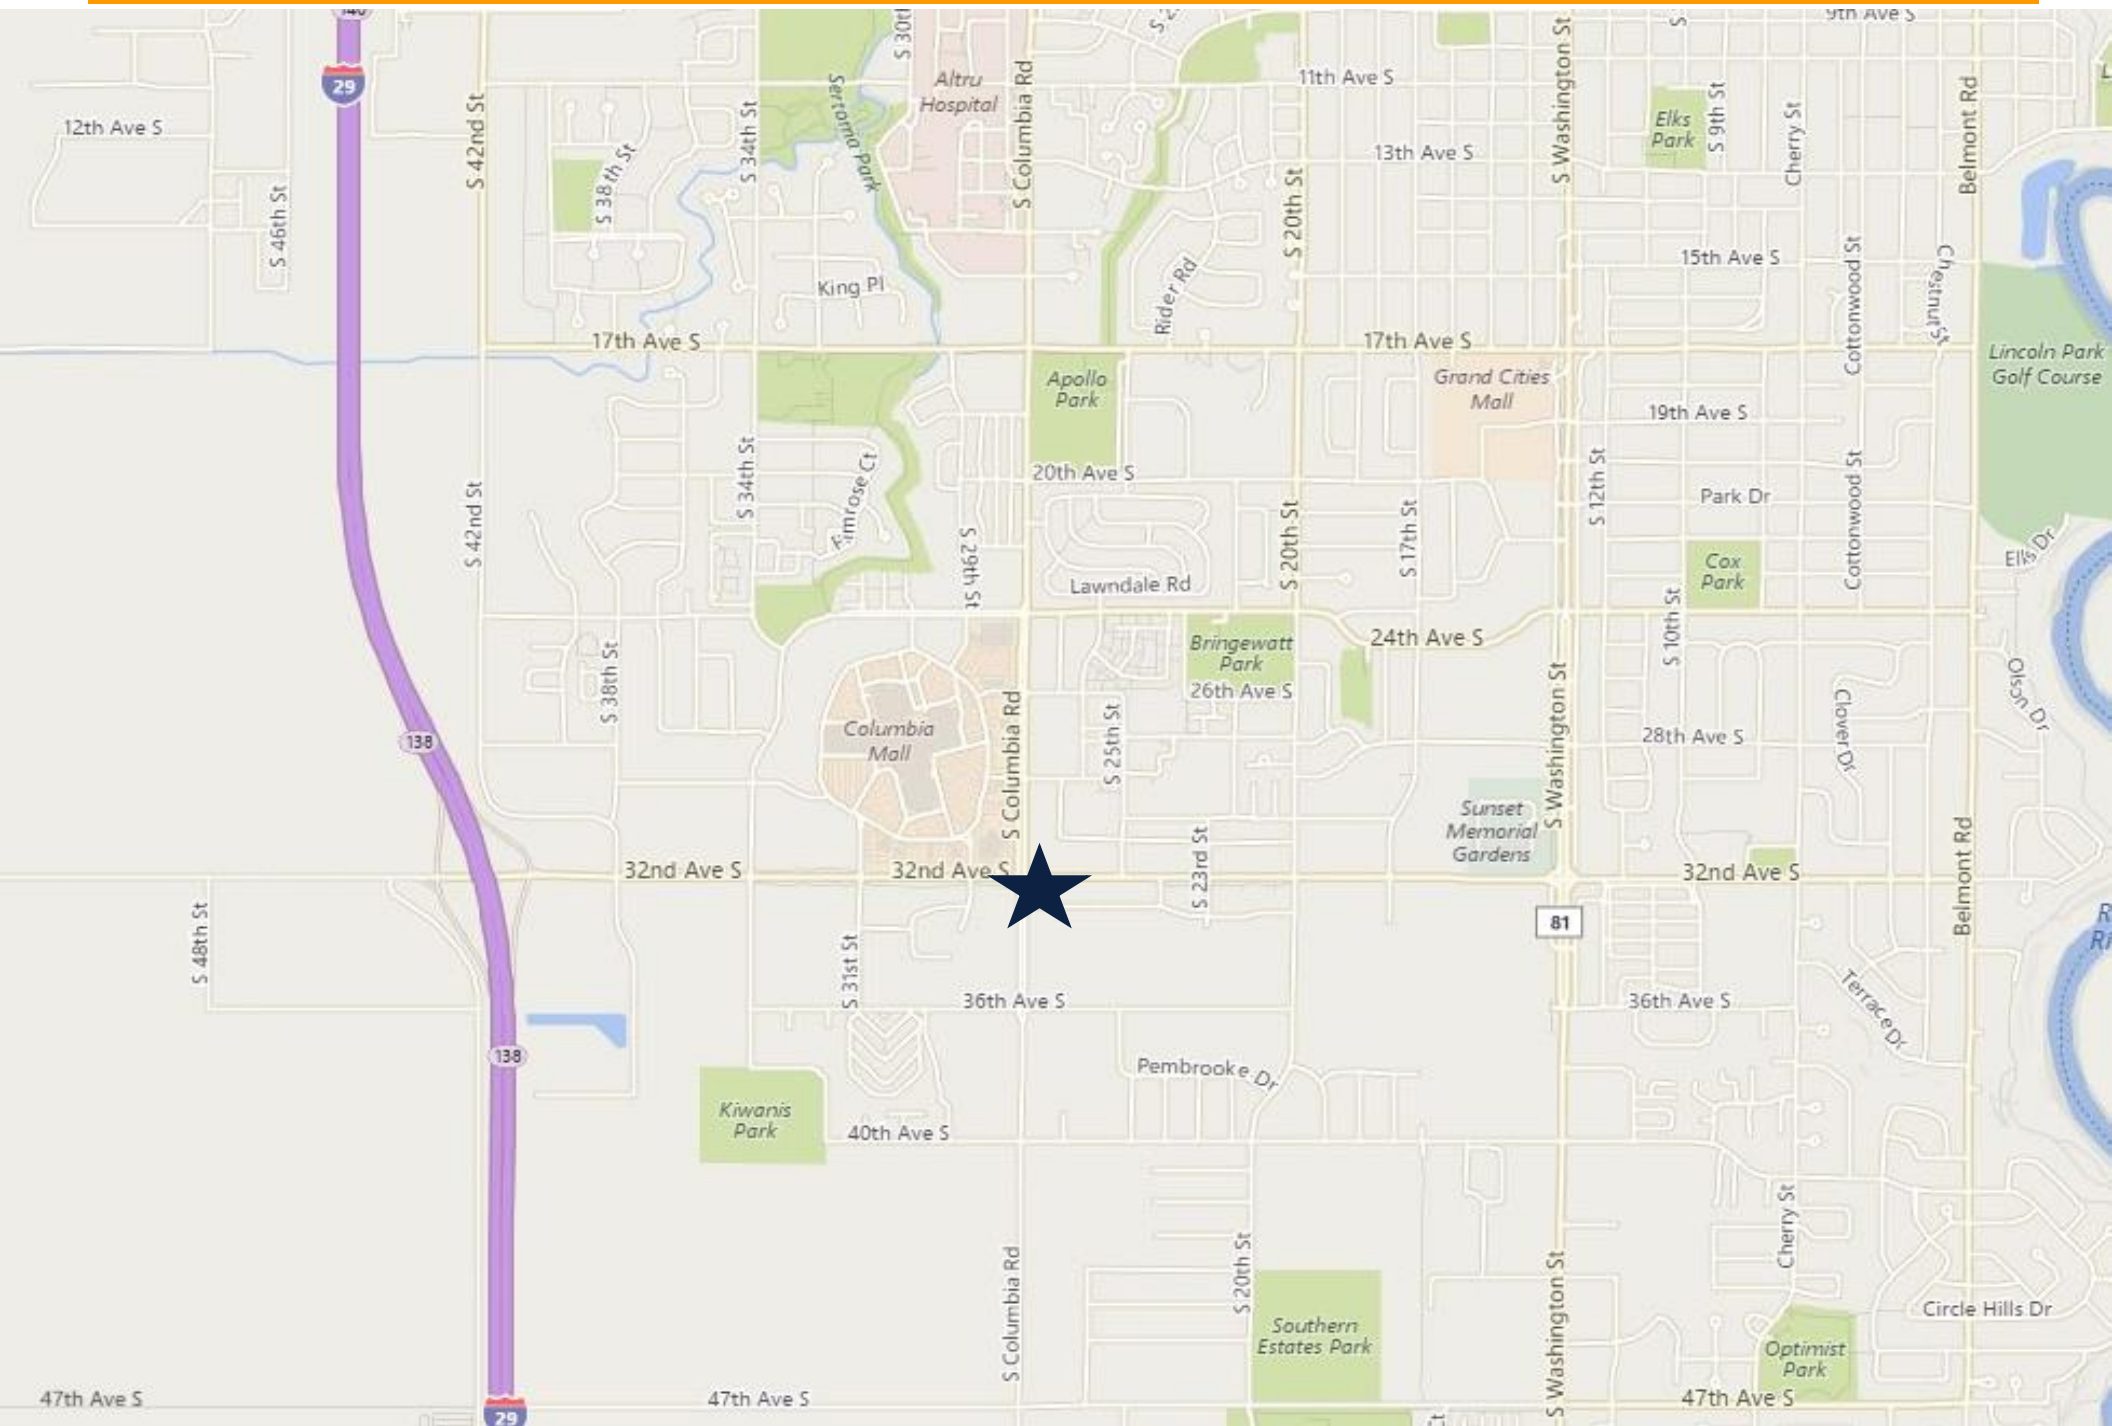 9th Ave S
S 30th
29
Altru
Hospital
11th Ave S
12th Ave S
S 42nd St
S 34th St
Sertoma Park
S Columbia Rd
S Washington St
Elks
Park
S 9th St
Cherry St
Belmont Rd
S 38th St
13th Ave S
S 46th St
S 20th St
15th Ave S
Cottonwood St
Chestnut St
King Pl
Rider Rd
17th Ave S
17th Ave S
Lincoln Park
Golf Course
Apollo
Park
Grand Cities
Mall
19th Ave S
S 42nd St
S 34th St
20th Ave S
S 12th St
Park Dr
Cottonwood St
S 29th St
S 20th St
S 17th St
Elks Dr
Cox
Park
Lawndale Rd
S 10th St
24th Ave S
Bringewatt
Park
26th Ave S
S 38th St
Olson Dr
Columbia
Mall
S Columbia Rd
S 25th St
S Washington St
28th Ave S
Clover Dr
138
Sunset
Memorial
Gardens
S 23rd St
Belmont Rd
32nd Ave S
32nd Ave S
32nd Ave S
S 48th St
81
S 31st St
36th Ave S
36th Ave S
Terrace Dr
138
Pembrooke Dr
Kiwanis
Park
40th Ave S
Cherry St
S Columbia Rd
S 20th St
S Washington St
Circle Hills Dr
Southern
Estates Park
Optimist
Park
47th Ave S
47th Ave S
47th Ave S
29